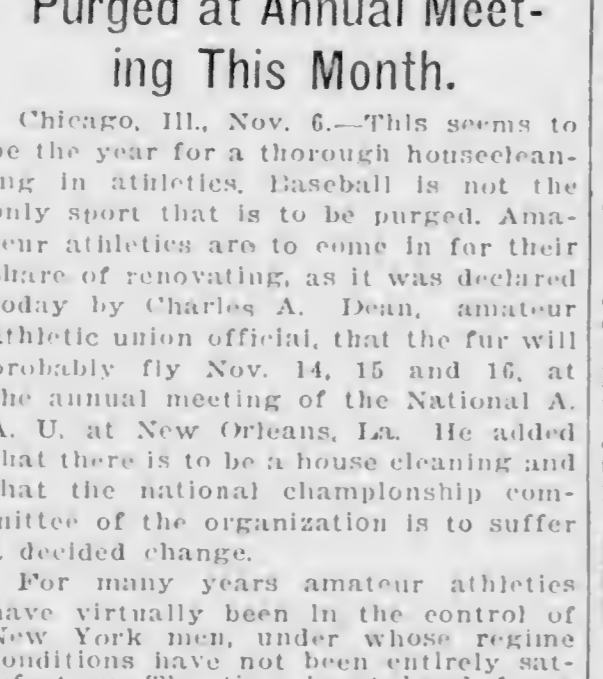 Purged at Annual Meet-
ing This Month.
Chicago, Ill., Nov. 6.—This seems to
be the year for a thorough houseclean-
ing in athletics. Baseball is not the
only sport that is to be purged. Ama-
teur athletics are to come in for their
share of renovating, as it was declared
today by Charles A. Dean, amateur
athletic union official, that the fur will
probably fly Nov. 14, 15 and 16, at
the annual meeting of the National A.
A. U. at New Orleans, La. He added
that there is to be a house cleaning and
that the national championship com-
mittee of the organization is to suffer
a decided change.
For many years amateur athletics
have virtually been in the control of
New York men, under whose regime
conditions have not been entirely sat-